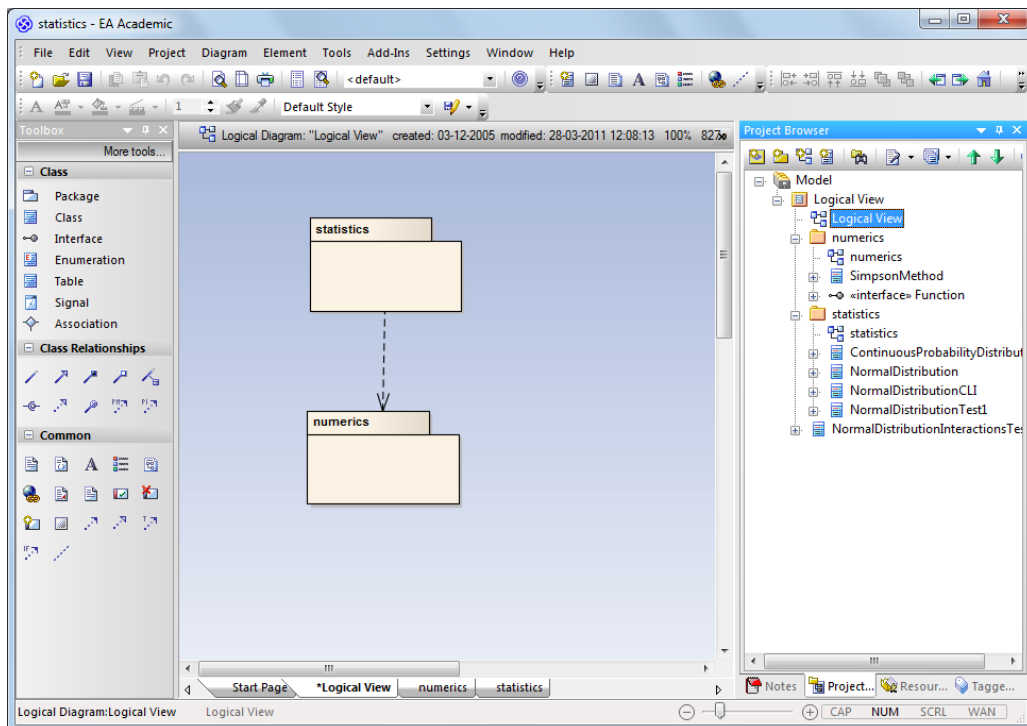 statistics - EA Academic
File Edit View Project Diagram Element Tools Add-Ins Settings Window Help
<default>
1 Default Style
Toolbox
More tools...
Class
Package
Class
Interface
Enumeration
Table
Signal
Association
Class Relationships
Common
Logical Diagram: "Logical View" created: 03-12-2005 modified: 28-03-2011 12:08:13 100% 827
statistics
numerics
Start Page *Logical View numerics statistics
Project Browser
Model
Logical View
Logical View
numerics
numerics
SimpsonMethod
«interface» Function
statistics
statistics
ContinuousProbabilityDistribut
NormalDistribution
NormalDistributionCLI
NormalDistributionTest1
NormalDistributionInteractionsTes
Notes Project... Resour... Tagge...
Logical Diagram:Logical View Logical View CAP NUM SCRL WAN